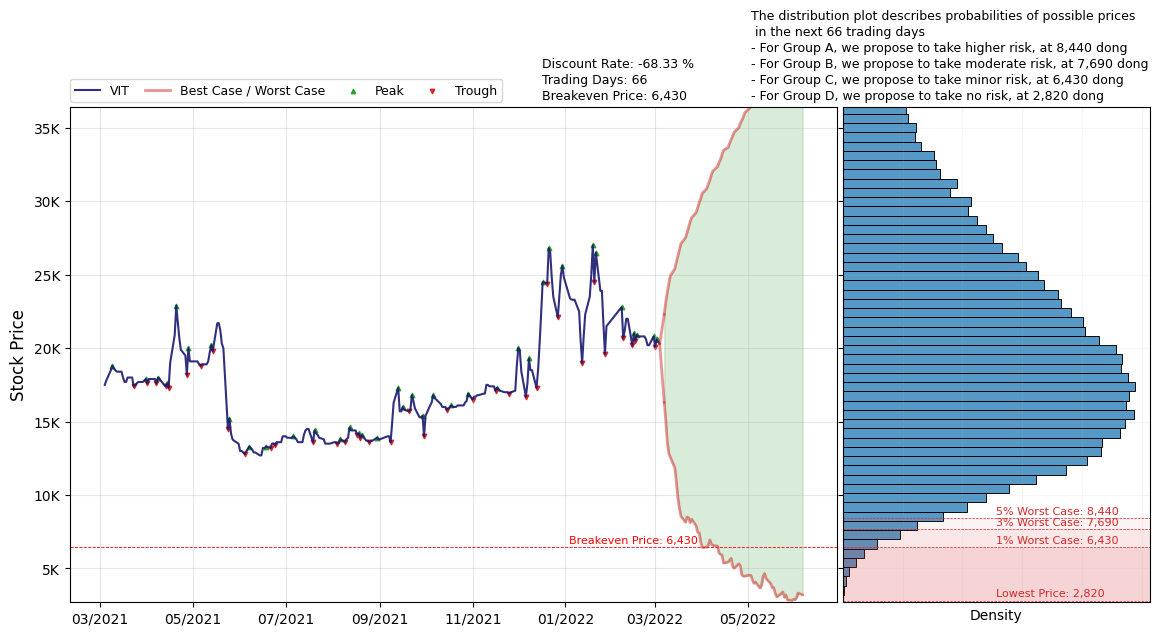 The distribution plot describes probabilities of possible prices
in the next 66 trading days
- For Group A, we propose to take higher risk, at 8,440 dong
- For Group B, we propose to take moderate risk, at 7,690 dong
- For Group C, we propose to take minor risk, at 6,430 dong
- For Group D, we propose to take no risk, at 2,820 dong
Discount Rate: -68.33 %
Trading Days: 66
Breakeven Price: 6,430
VIT
Best Case / Worst Case
Peak
Trough
Stock Price
35K
30K
25K
20K
15K
10K
5K
Breakeven Price: 6,430
03/2021
05/2021
07/2021
09/2021
11/2021
01/2022
03/2022
05/2022
5% Worst Case: 8,440
3% Worst Case: 7,690
1% Worst Case: 6,430
Lowest Price: 2,820
Density